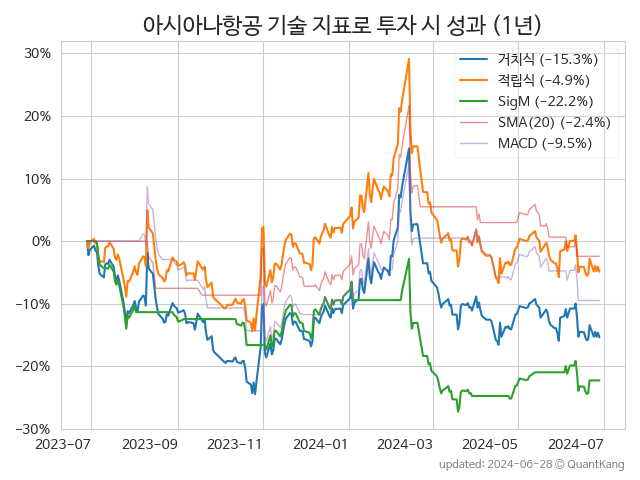 아시아나항공 기술 지표로 투자 시 성과 (1년)
거치식 (-15.3%)
적립식 (-4.9%)
SigM (-22.2%)
SMA(20) (-2.4%)
MACD (-9.5%)
30%
20%
10%
0%
-10%
-20%
-30%
2023-07 2023-09 2023-11 2024-01 2024-03 2024-05 2024-07
updated: 2024-06-28 © QuantKang